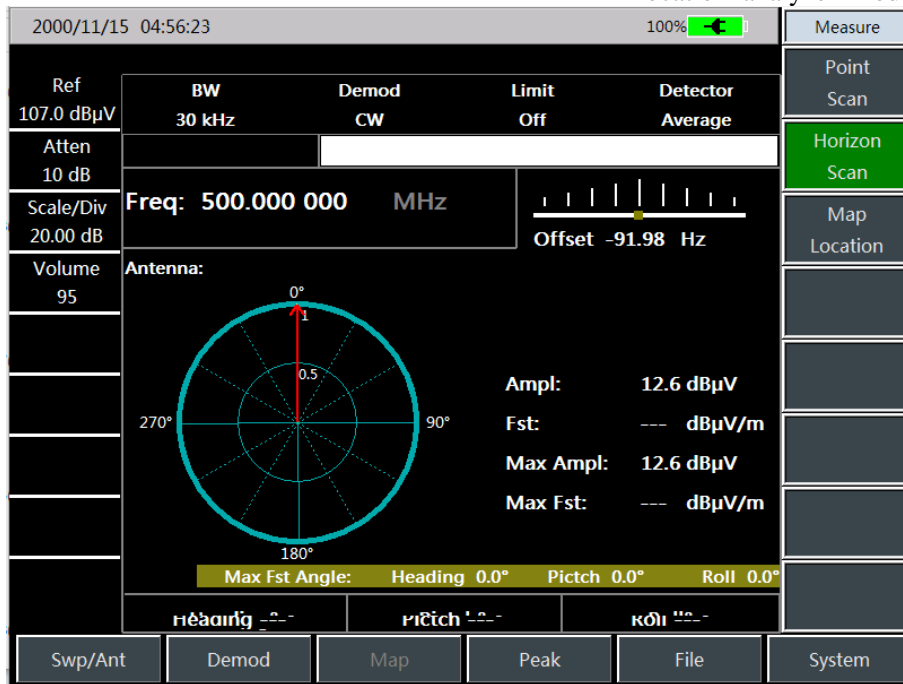 2000/11/15 04:56:23 100% Measure
Ref
107.0 dBµV
Atten
10 dB
Scale/Div
20.00 dB
Volume
95
BW Demod Limit Detector
30 kHz CW Off Average
Freq: 500.000 000 MHz
Offset -91.98 Hz
Antenna:
0°
1
0.5
270° 90°
180°
Ampl: 12.6 dBµV
Fst: --- dBµV/m
Max Ampl: 12.6 dBµV
Max Fst: --- dBµV/m
Max Fst Angle: Heading 0.0° Pictch 0.0° Roll 0.0°
Heading Pictch Roll
Point
Scan
Horizon
Scan
Map
Location
Swp/Ant Demod Map Peak File System